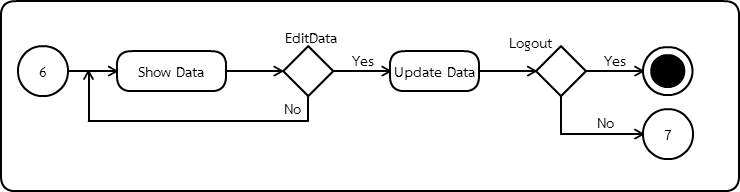 EditData
Logout
6
Show Data
Yes
Update Data
Yes
No
No
7